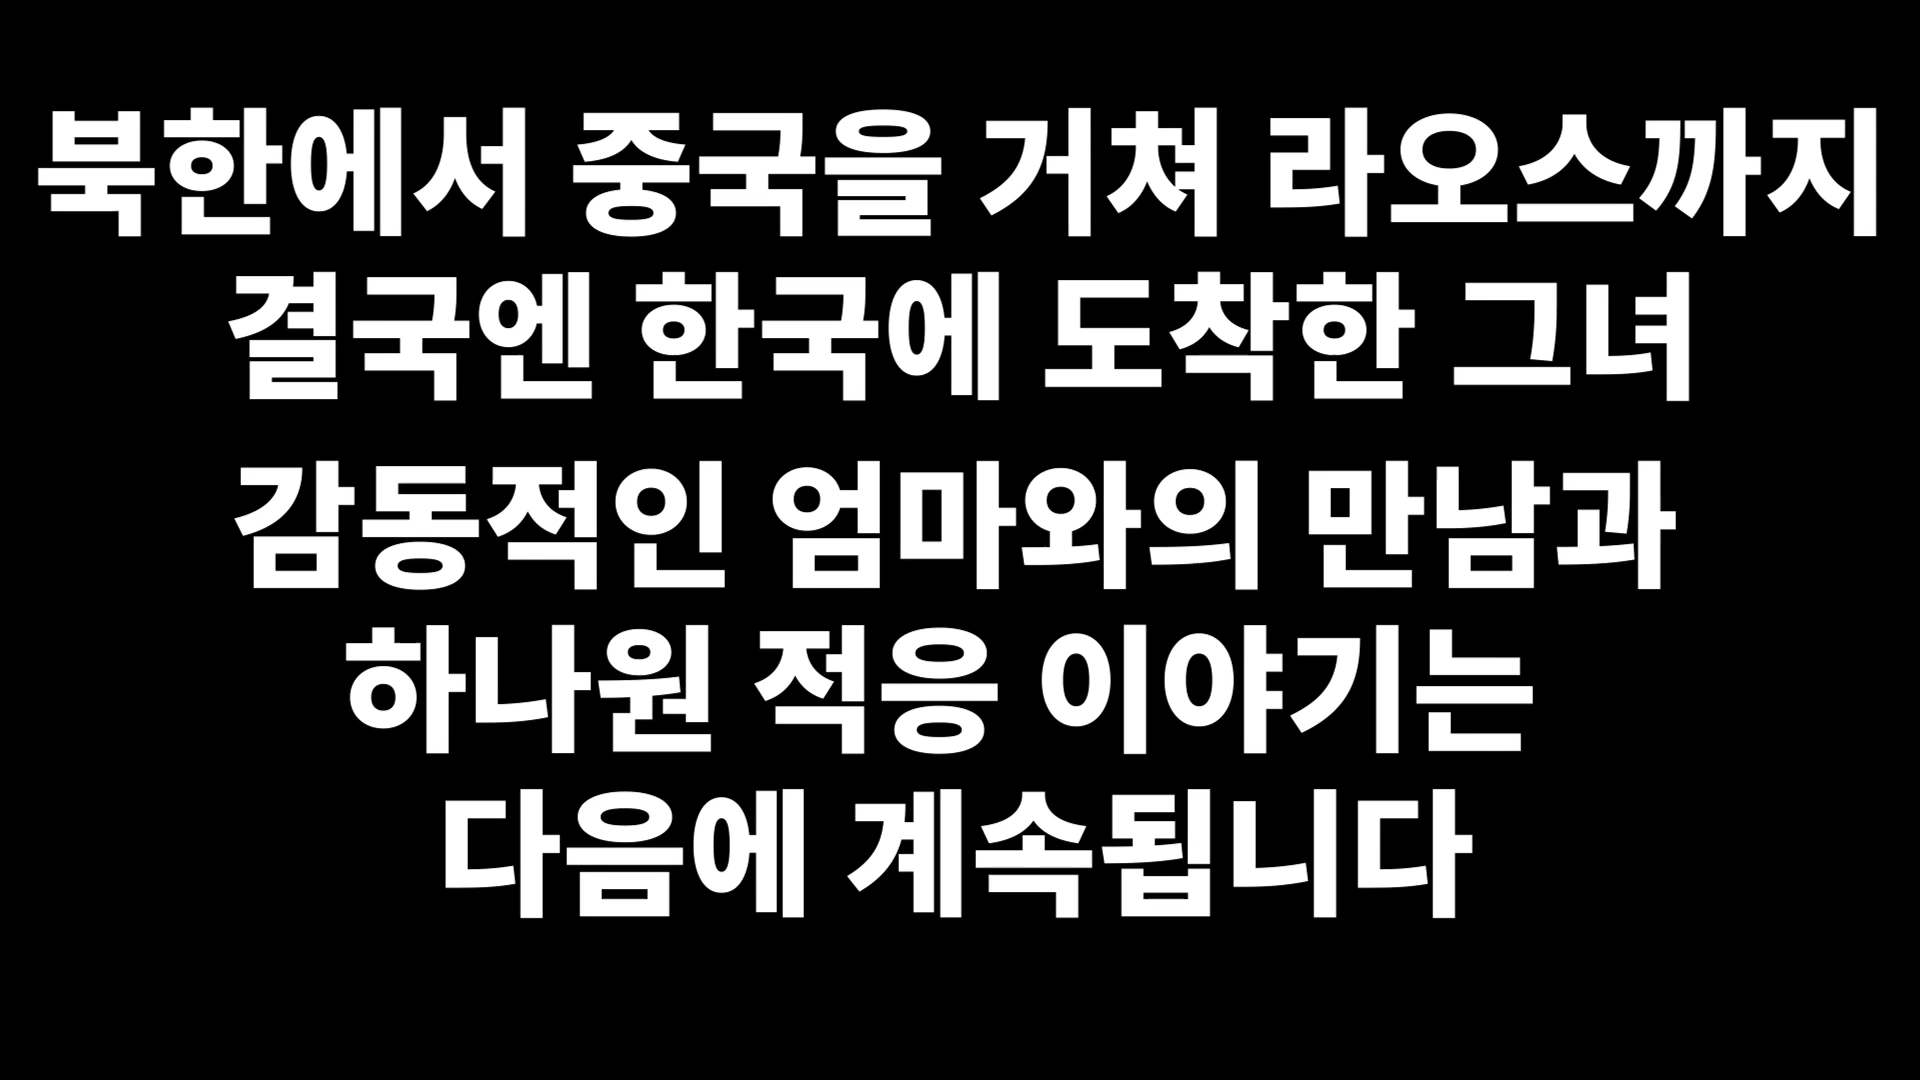 북한에서 중국을 거쳐 라오스까지
결국엔 한국에 도착한 그녀
감동적인 엄마와의 만남과
하나원 적응 이야기는
다음에 계속됩니다